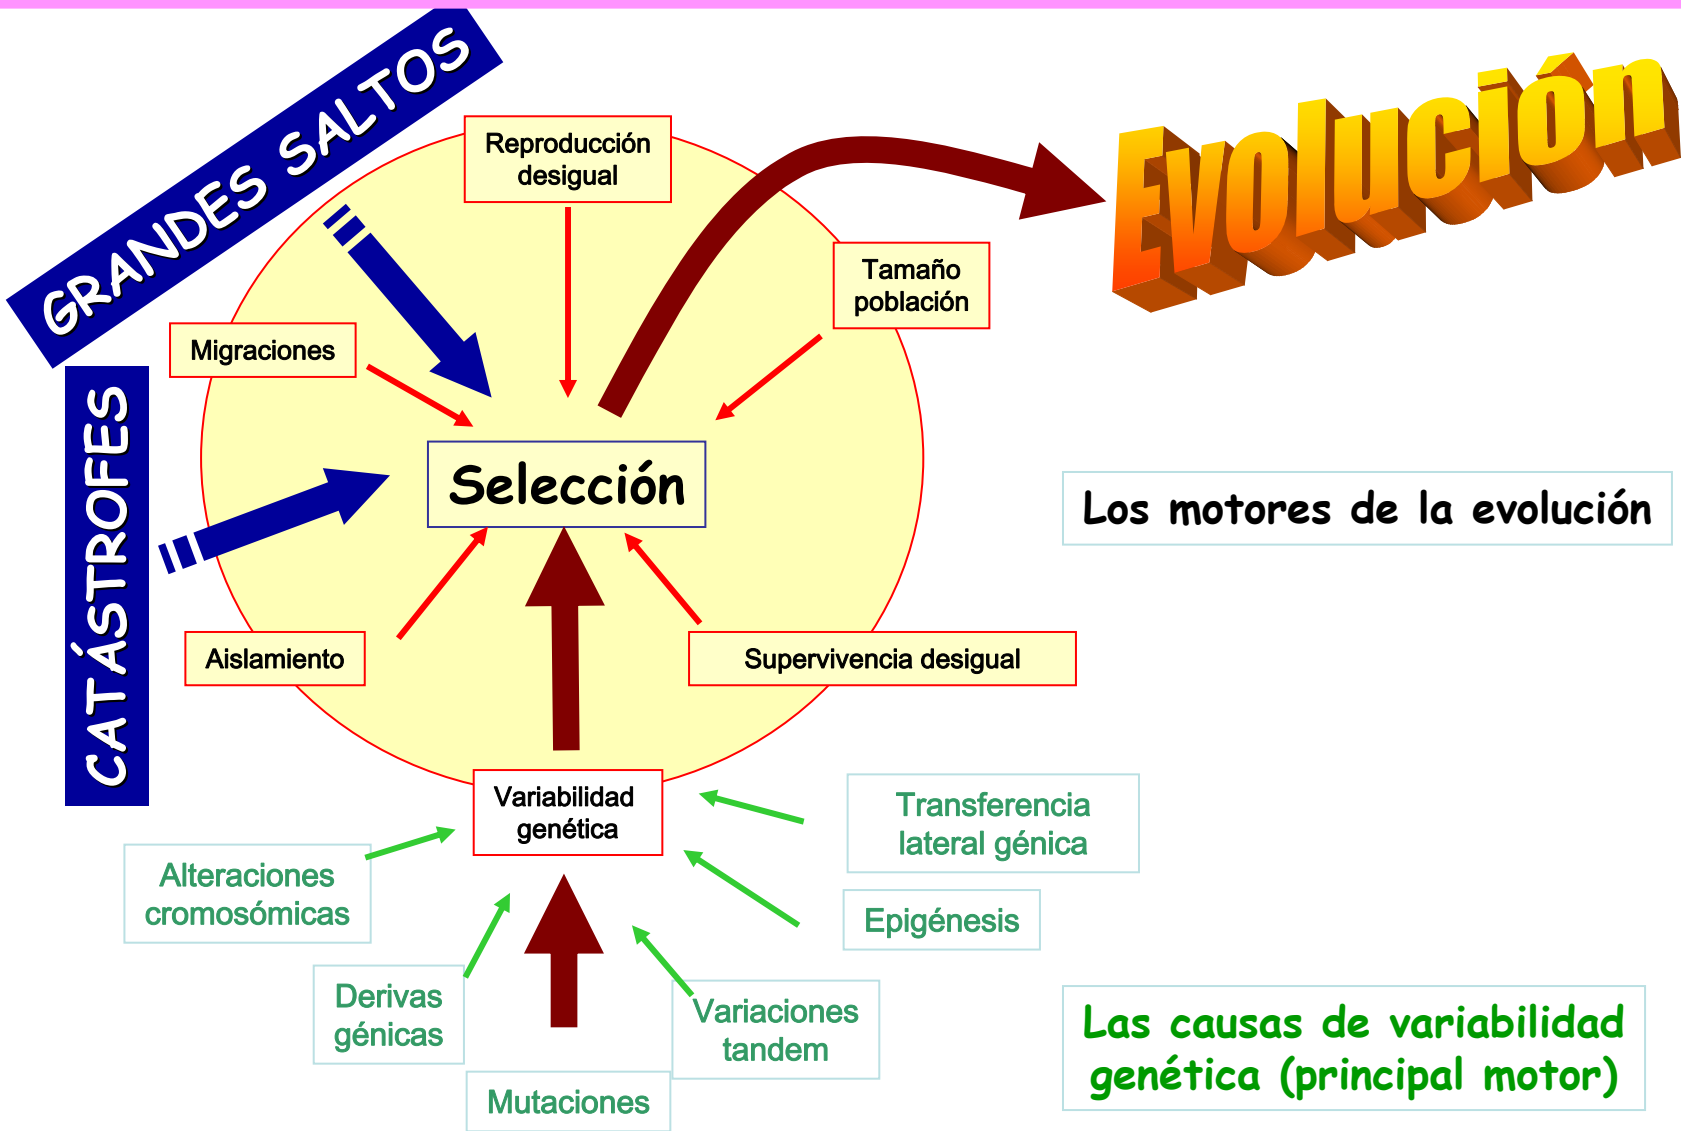 GRANDES SALTOS
Evolución
Reproducción
desigual
Tamaño
población
Migraciones
CATÁSTROFES
Selección
Los motores de la evolución
Aislamiento
Supervivencia desigual
Variabilidad
genética
Transferencia
lateral génica
Alteraciones
cromosómicas
Epigénesis
Derivas
génicas
Variaciones
tandem
Las causas de variabilidad
genética (principal motor)
Mutaciones